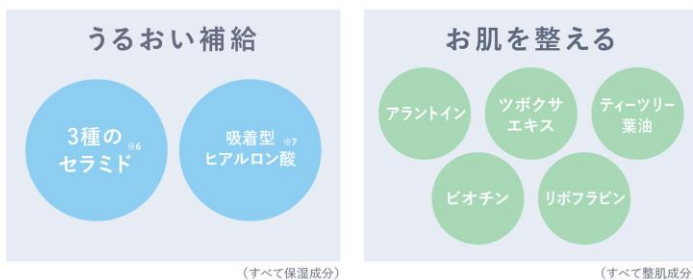 うるおい補給
3種の
セラミド※6
吸着型※7
ヒアルロン酸
(すべて保湿成分)
お肌を整える
アラントイン
ツボクサ
エキス
ティーツリー
葉油
ビオチン
リボフラビン
(すべて整肌成分